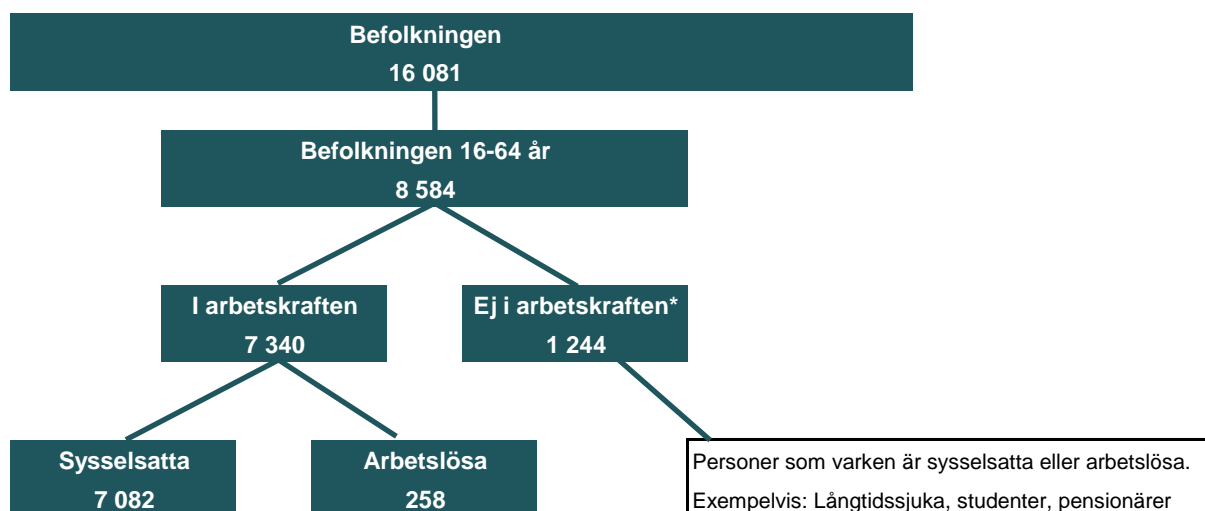 Befolkningen
16 081
Befolkningen 16-64 år
8 584
I arbetskraften
7 340
Ej i arbetskraften*
1 244
Sysselsatta
7 082
Arbetslösa
258
Personer som varken är sysselsatta eller arbetslösa.
Exempelvis: Långtidssjuka, studenter, pensionärer